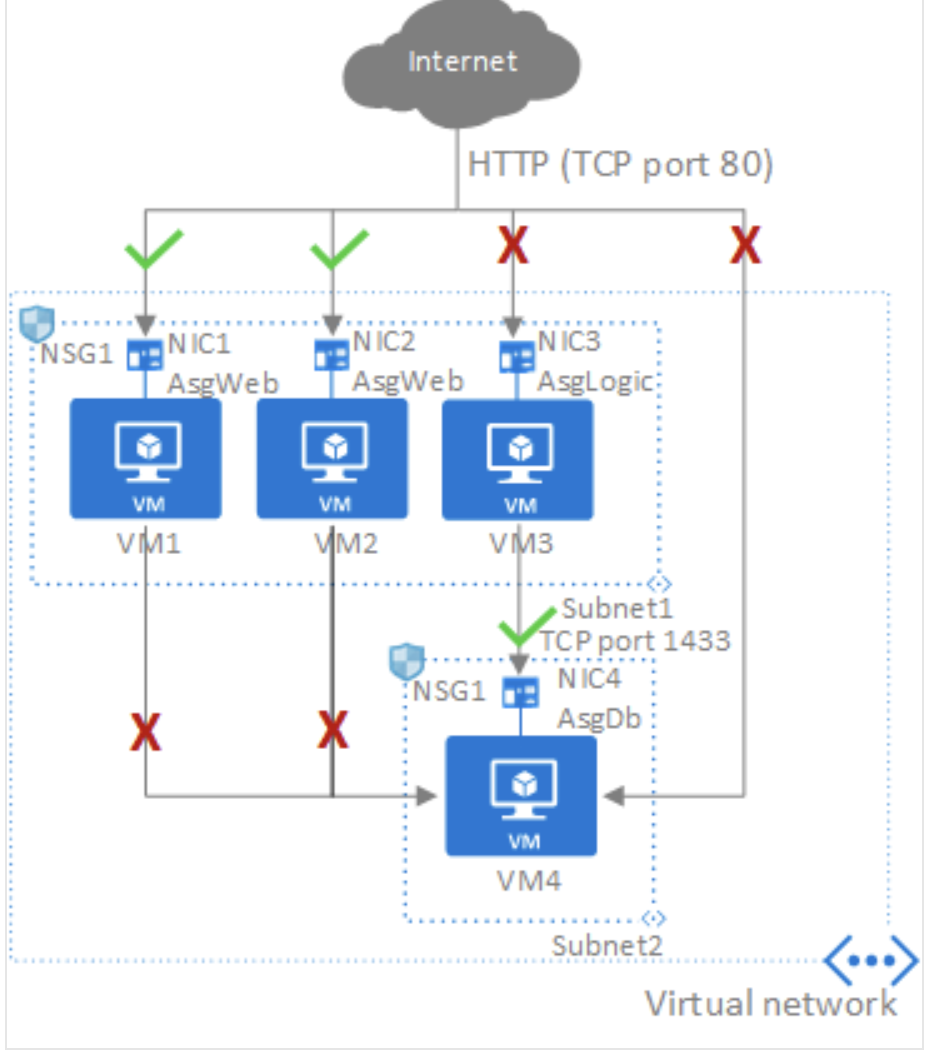 Internet
HTTP (TCP port 80)
X
X
NSG1
NIC1
AsgWeb
NIC2
AsgWeb
NIC3
AsgLogic
VM
VM
VM
VM1
VM2
VM3
Subnet1
TCP port 1433
NSG1
NIC4
AsgDb
X
X
VM
VM4
Subnet2
Virtual network